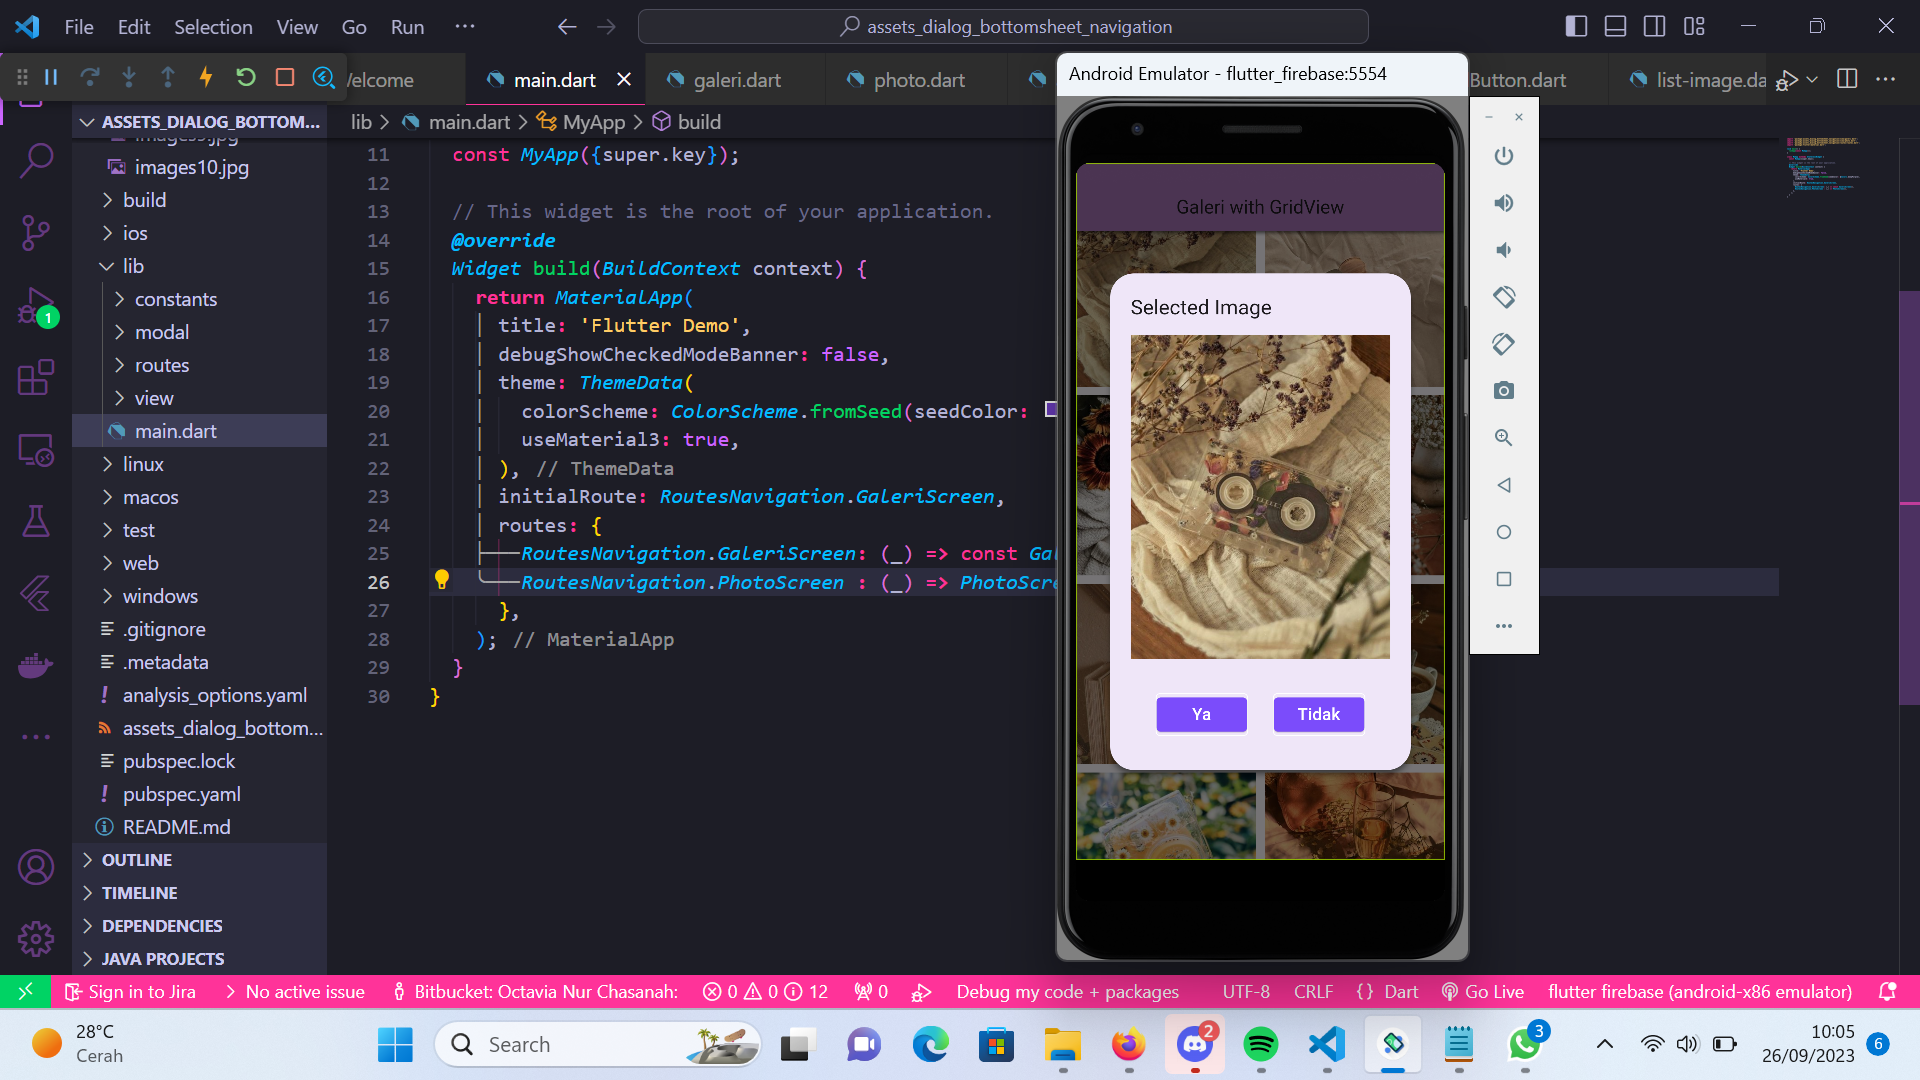 File Edit Selection View Go Run ···
assets_dialog_bottomsheet_navigation
Welcome
main.dart
galeri.dart
photo.dart
Button.dart
list-image.da
ASSETS_DIALOG_BOTTOM...
images10.jpg
build
ios
lib
constants
modal
routes
view
main.dart
linux
macos
test
web
windows
.gitignore
.metadata
analysis_options.yaml
assets_dialog_bottom...
pubspec.lock
pubspec.yaml
README.md
OUTLINE
TIMELINE
DEPENDENCIES
JAVA PROJECTS
1
lib > main.dart > MyApp > build
11 const MyApp({super.key});
12
13 // This widget is the root of your application.
14 @override
15 Widget build(BuildContext context) {
16 return MaterialApp(
17 title: 'Flutter Demo',
18 debugShowCheckedModeBanner: false,
19 theme: ThemeData(
20 colorScheme: ColorScheme.fromSeed(seedColor:
21 useMaterial3: true,
22 ), // ThemeData
23 initialRoute: RoutesNavigation.GaleriScreen,
24 routes: {
25 RoutesNavigation.GaleriScreen: (_) => const Gal
26 RoutesNavigation.PhotoScreen : (_) => PhotoScre
27 },
28 ); // MaterialApp
29 }
30 }
Android Emulator - flutter_firebase:5554
Galeri with GridView
Selected Image
Ya
Tidak
Sign in to Jira
No active issue
Bitbucket: Octavia Nur Chasanah:
0 0 12
0
Debug my code + packages
UTF-8
CRLF
{} Dart
Go Live
flutter firebase (android-x86 emulator)
28°C
Cerah
Search
2
3
10:05
26/09/2023
6